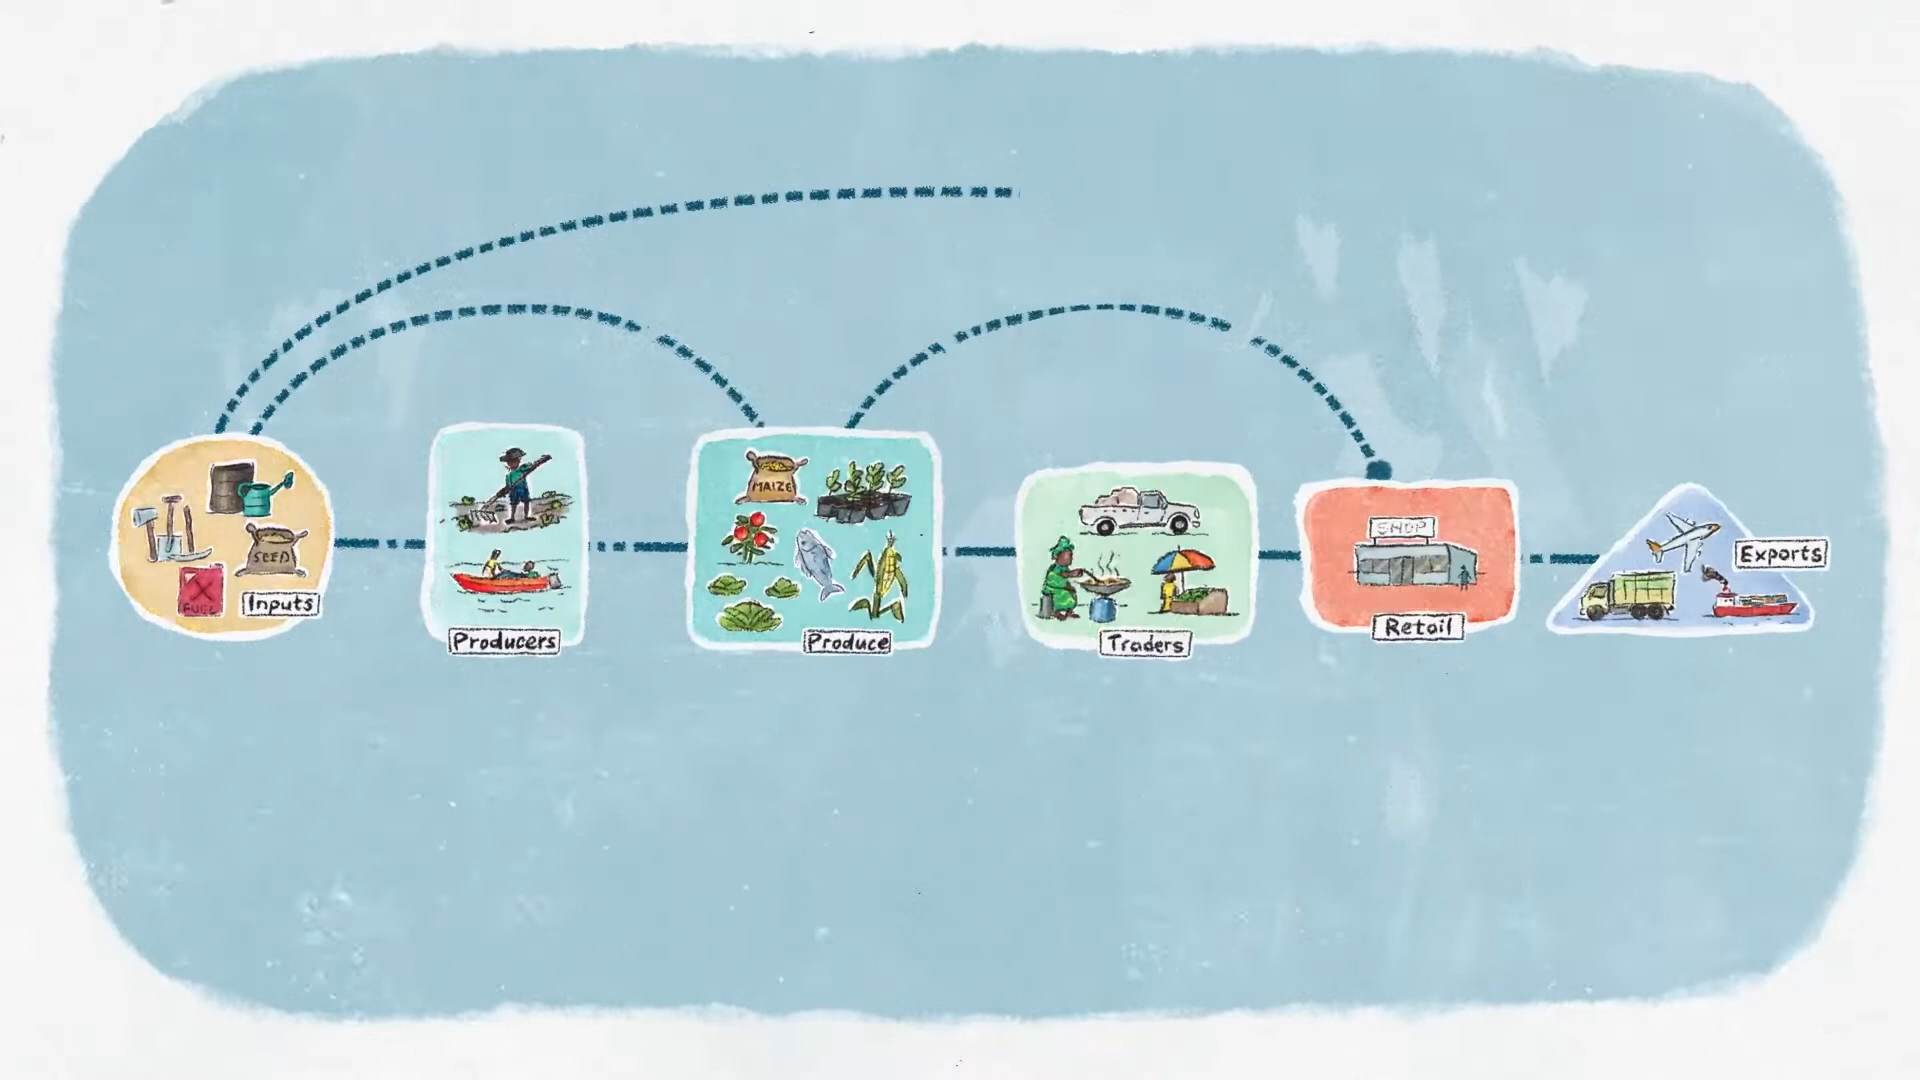 SEED
FUEL
Inputs
Producers
MAIZE
Produce
Traders
SHOP
Retail
Exports